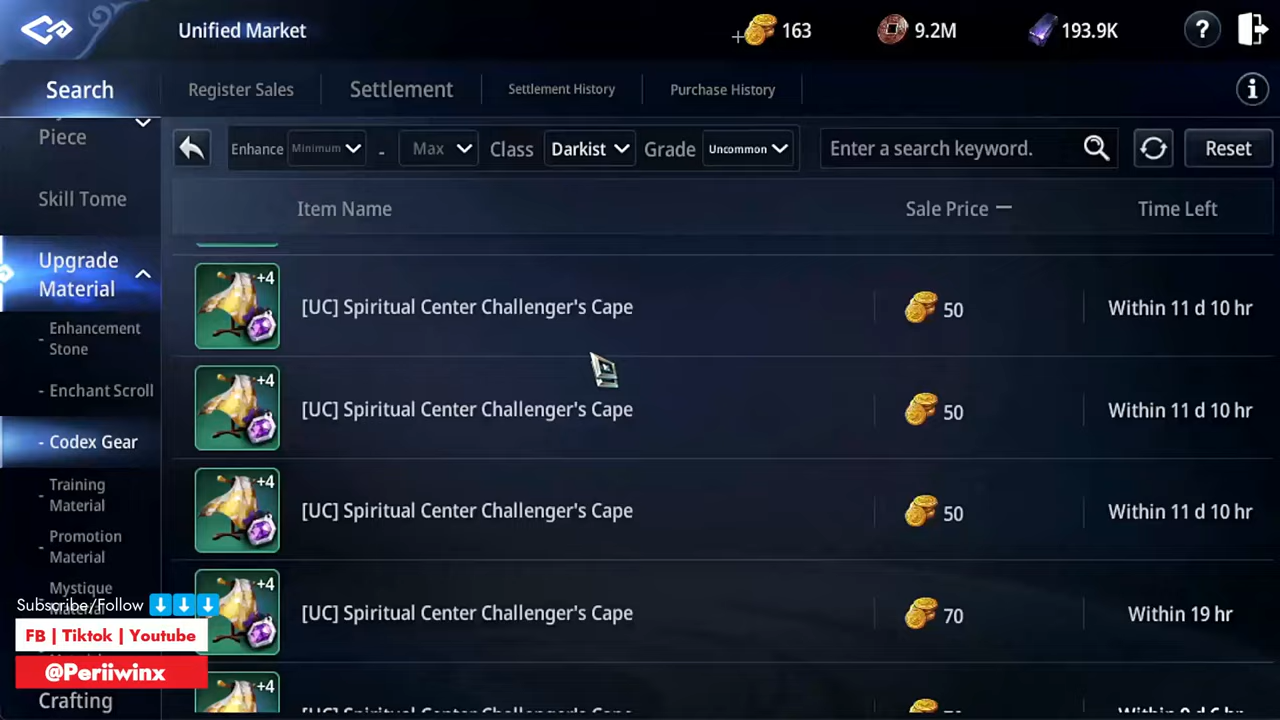 Unified Market
163
9.2M
193.9K
?
Search
Register Sales
Settlement
Settlement History
Purchase History
i
Piece
Enhance
Minimum
-
Max
Class
Darkist
Grade
Uncommon
Enter a search keyword.
Reset
Skill Tome
Item Name
Sale Price
Time Left
Upgrade
Material
- Enhancement
Stone
- Enchant Scroll
- Codex Gear
- Training
Material
- Promotion
Material
Mystique
+4
[UC] Spiritual Center Challenger's Cape
50
Within 11 d 10 hr
+4
[UC] Spiritual Center Challenger's Cape
50
Within 11 d 10 hr
+4
[UC] Spiritual Center Challenger's Cape
50
Within 11 d 10 hr
+4
[UC] Spiritual Center Challenger's Cape
70
Within 19 hr
+4
[UC] Spiritual Center Challenger's Cape
Subscribe/Follow
FB | Tiktok | Youtube
@Periiwinx
Crafting